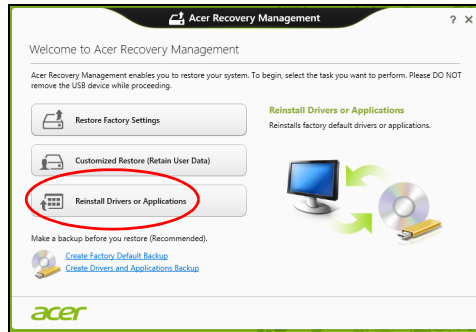 Acer Recovery Management
? X
Welcome to Acer Recovery Management
Acer Recovery Management enables you to restore your system. To begin, select the task you want to perform. Please DO NOT
remove the USB device while proceeding.
Restore Factory Settings
Reinstall Drivers or Applications
Reinstalls factory default drivers or applications.
Customized Restore (Retain User Data)
Reinstall Drivers or Applications
Make a backup before you restore (Recommended).
Create Factory Default Backup
Create Drivers and Applications Backup
acer